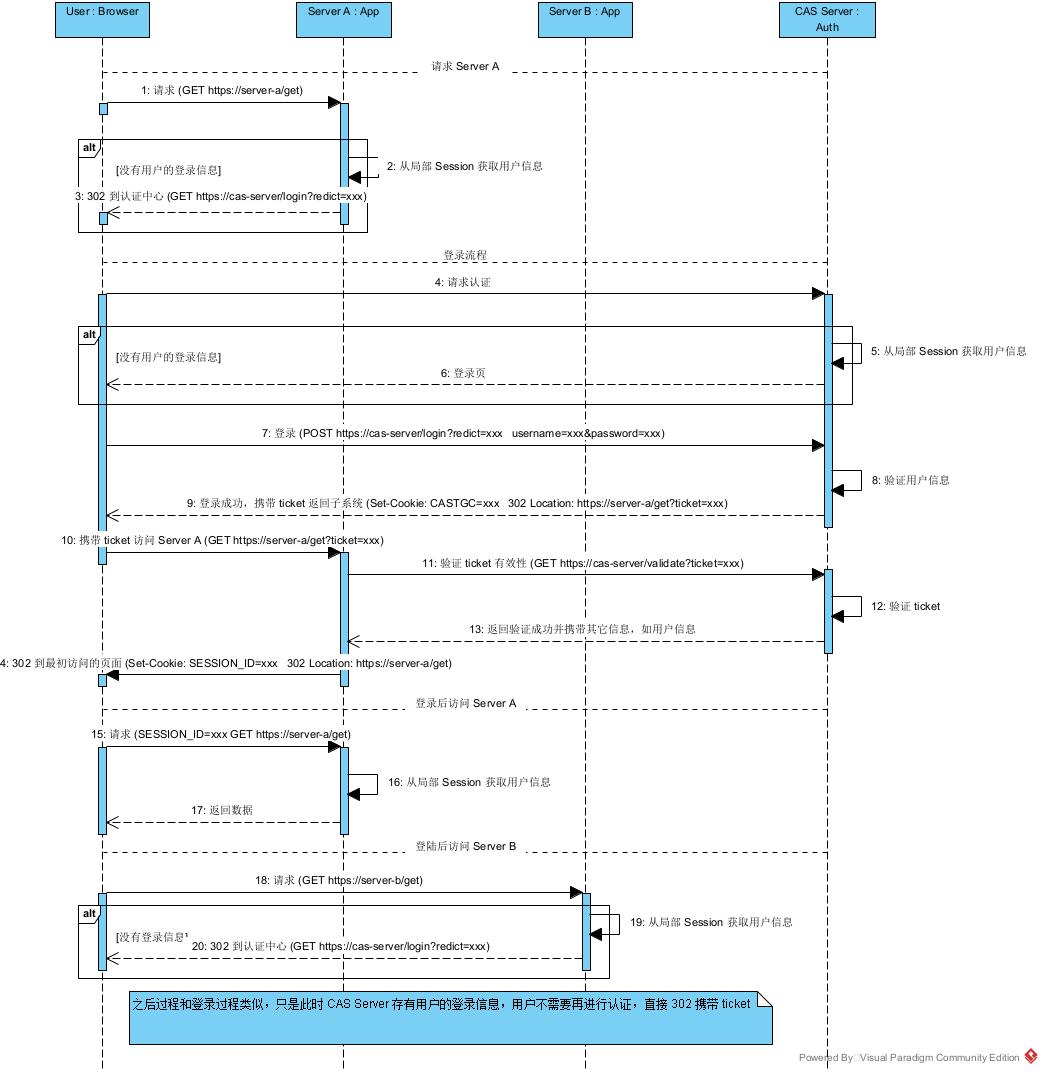 User : Browser
Server A : App
Server B : App
CAS Server :
Auth
请求 Server A
1: 请求 (GET https://server-a/get)
alt
[没有用户的登录信息]
2: 从局部 Session 获取用户信息
3: 302 到认证中心 (GET https://cas-server/login?redict=xxx)
登录流程
4: 请求认证
alt
[没有用户的登录信息]
5: 从局部 Session 获取用户信息
6: 登录页
7: 登录 (POST https://cas-server/login?redict=xxx username=xxx&password=xxx)
8: 验证用户信息
9: 登录成功，携带 ticket 返回子系统 (Set-Cookie: CASTGC=xxx 302 Location: https://server-a/get?ticket=xxx)
10: 携带 ticket 访问 Server A (GET https://server-a/get?ticket=xxx)
11: 验证 ticket 有效性 (GET https://cas-server/validate?ticket=xxx)
12: 验证 ticket
13: 返回验证成功并携带其它信息，如用户信息
4: 302 到最初访问的页面 (Set-Cookie: SESSION_ID=xxx 302 Location: https://server-a/get)
登录后访问 Server A
15: 请求 (SESSION_ID=xxx GET https://server-a/get)
16: 从局部 Session 获取用户信息
17: 返回数据
登陆后访问 Server B
18: 请求 (GET https://server-b/get)
alt
19: 从局部 Session 获取用户信息
[没有登录信息]
20: 302 到认证中心 (GET https://cas-server/login?redict=xxx)
之后过程和登录过程类似，只是此时 CAS Server 存有用户的登录信息，用户不需要再进行认证，直接 302 携带 ticket
Powered By Visual Paradigm Community Edition